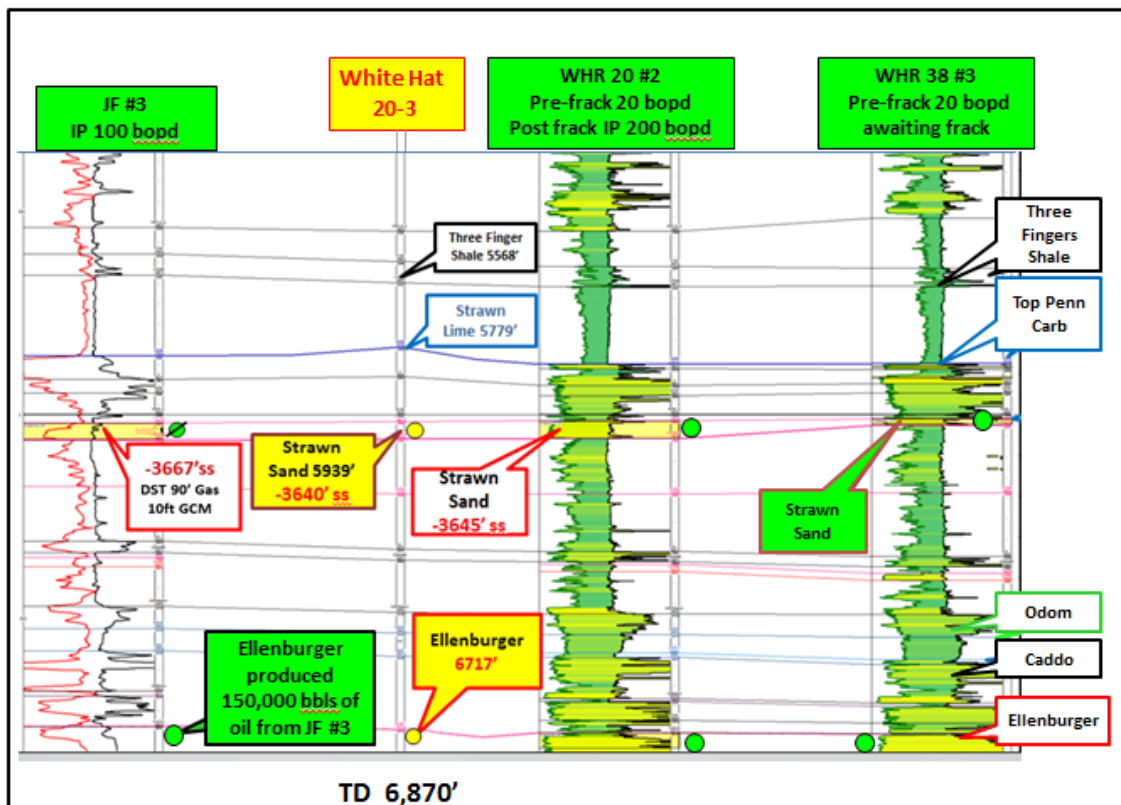 JF #3
IP 100 bopd
White Hat
20-3
WHR 20 #2
Pre-frack 20 bopd
Post frack IP 200 bopd
WHR 38 #3
Pre-frack 20 bopd
awaiting frack
Three Finger
Shale 5568'
Three
Fingers
Shale
Strawn
Lime 5779'
Top Penn
Carb
-3667'ss
DST 90' Gas
10ft GCM
Strawn
Sand 5939'
-3640' ss
Strawn
Sand
-3645' ss
Strawn
Sand
Ellenburger
produced
150,000 bbls of
oil from JF #3
Ellenburger
6717'
Odom
Caddo
Ellenburger
TD 6,870'